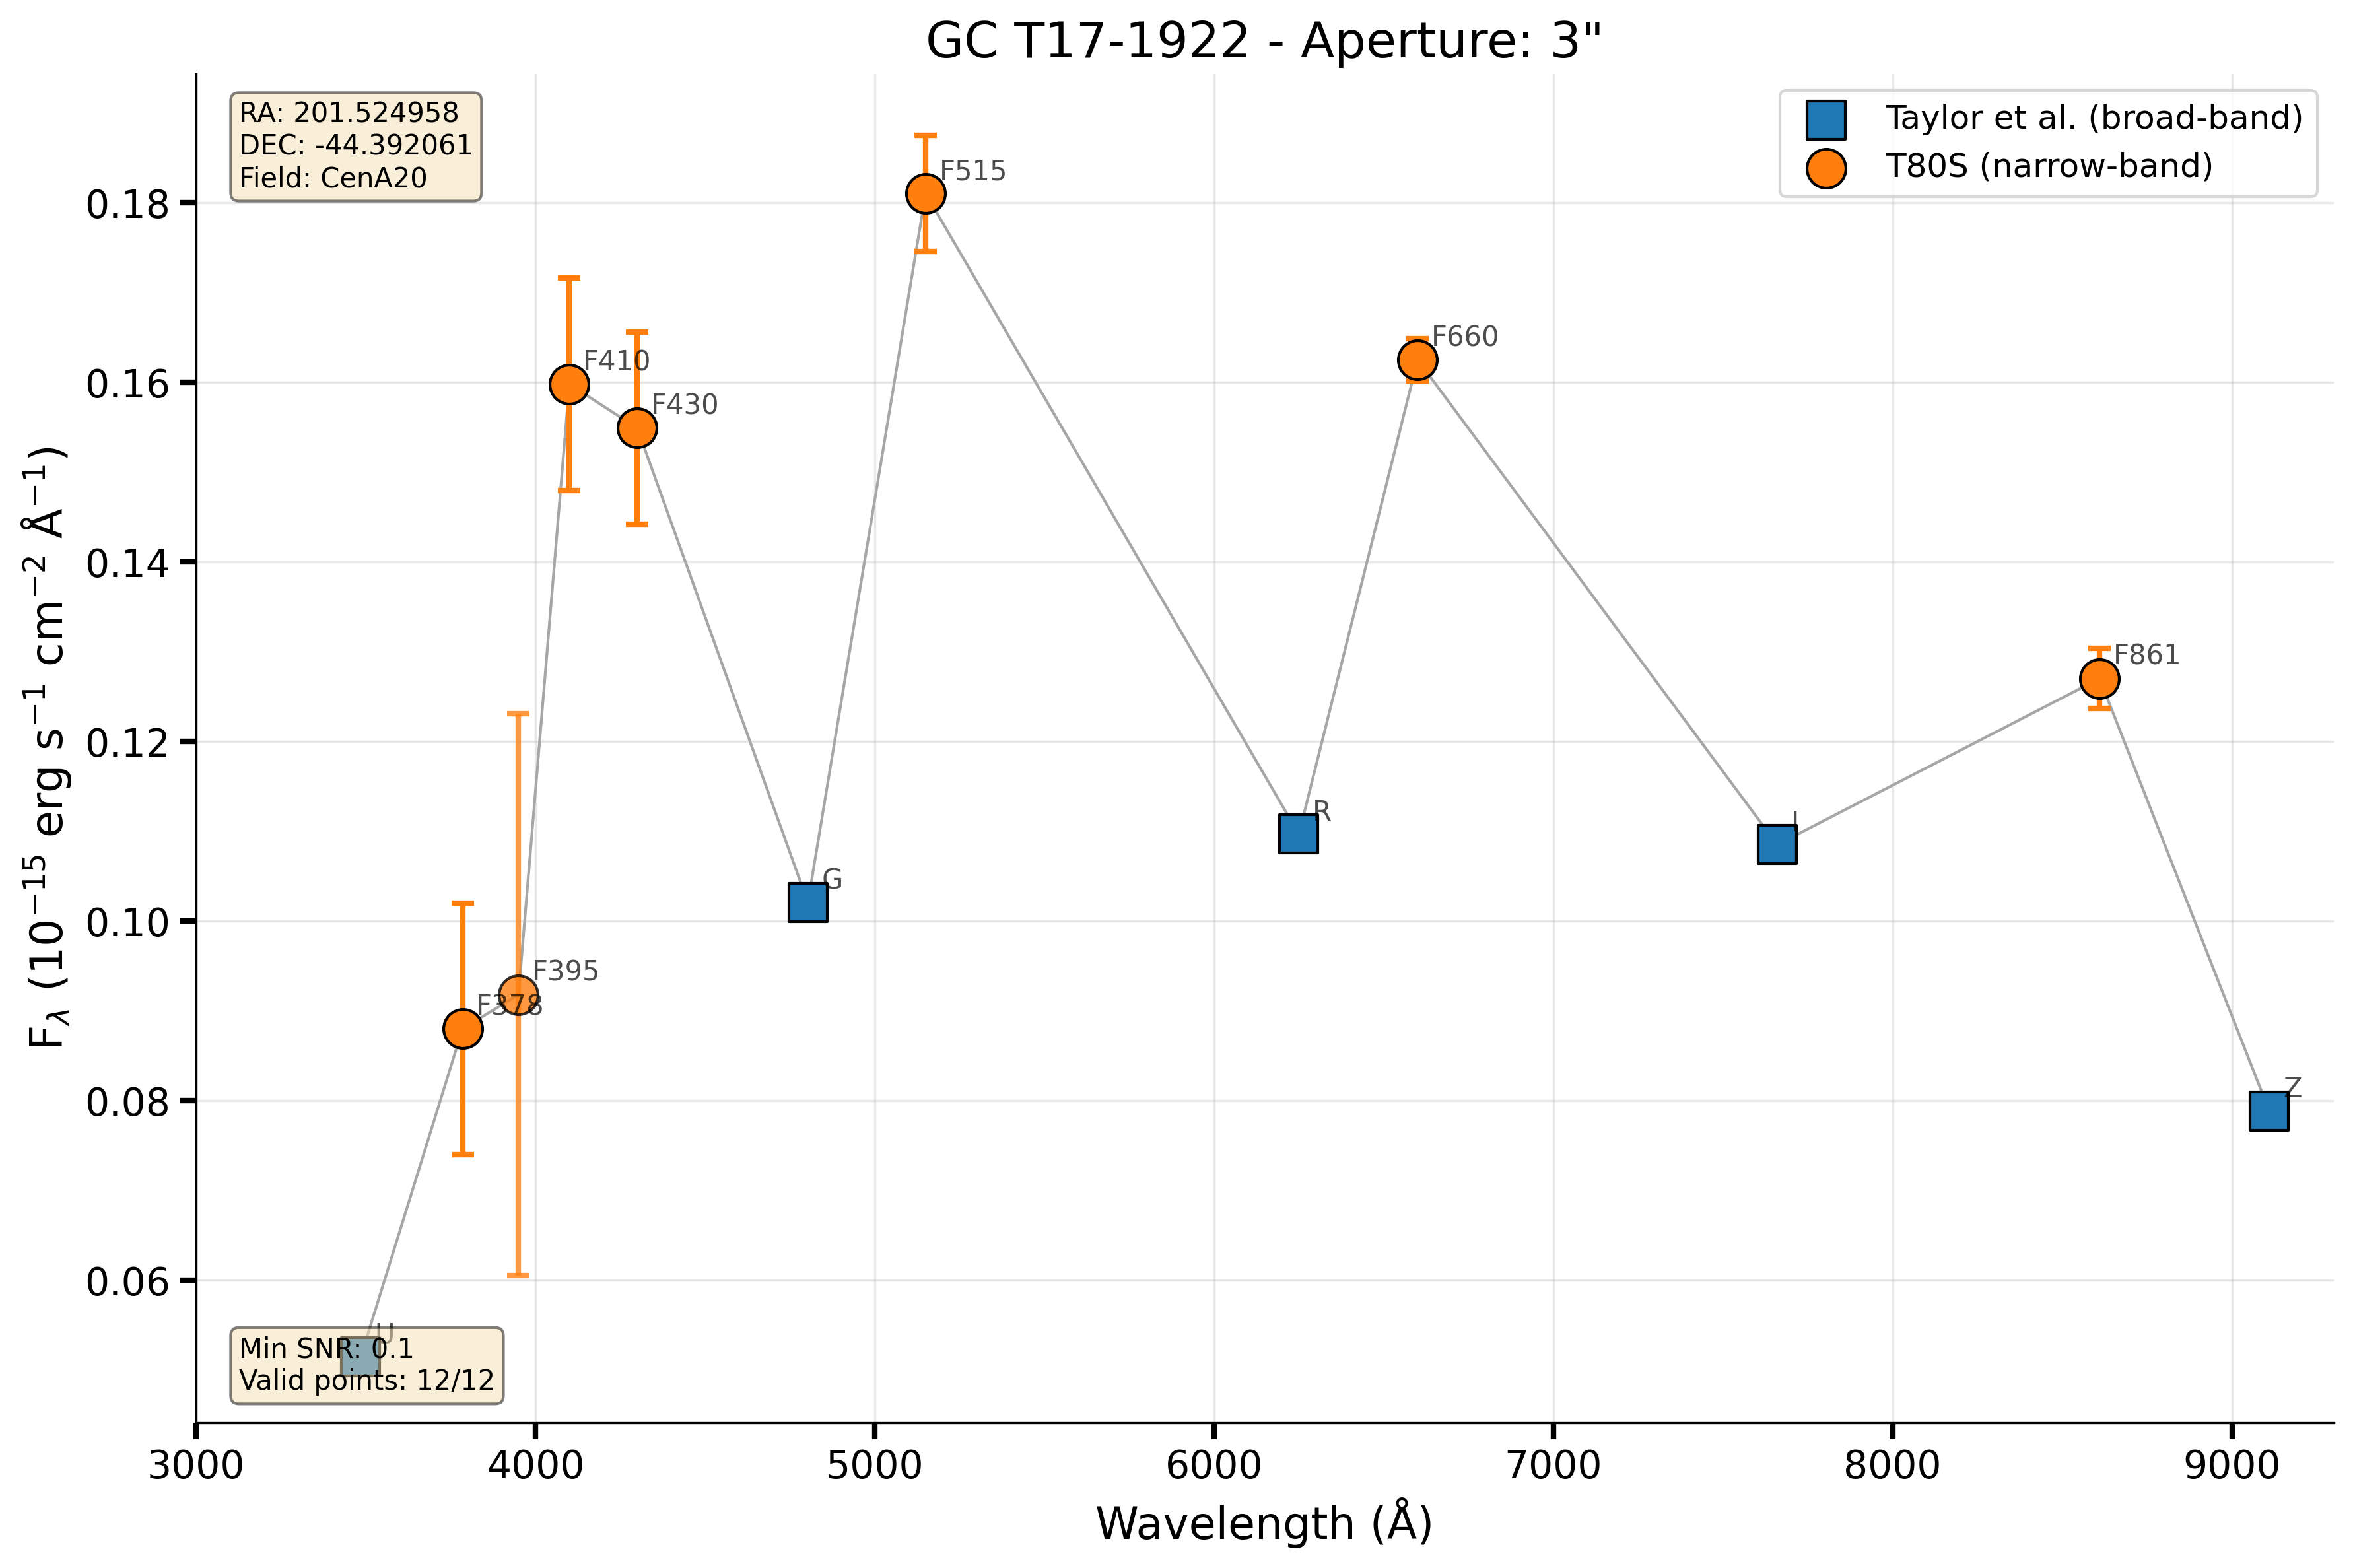 GC T17-1922 - Aperture: 3"
RA: 201.524958
DEC: -44.392061
Field: CenA20
Taylor et al. (broad-band)
T80S (narrow-band)
F515
F410
F430
F660
F861
R
I
G
F395
F378
Z
U
Min SNR: 0.1
Valid points: 12/12
0.18
0.16
0.14
0.12
0.10
0.08
0.06
F_λ (10⁻¹⁵ erg s⁻¹ cm⁻² Å⁻¹)
3000 4000 5000 6000 7000 8000 9000
Wavelength (Å)